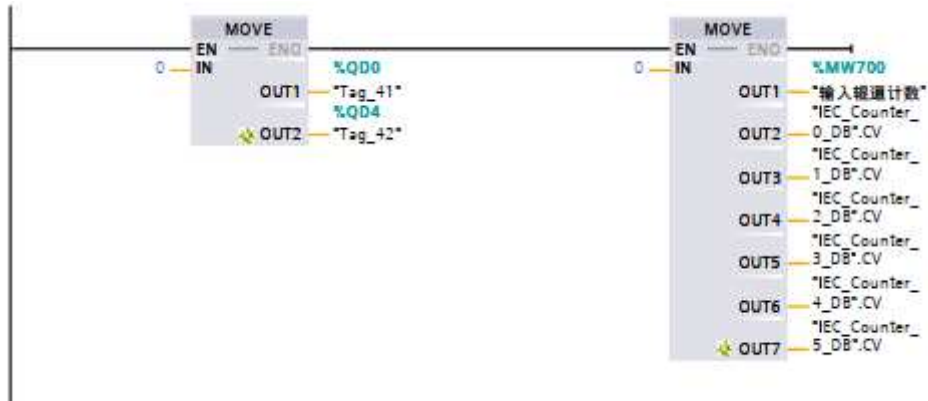 MOVE
EN ENO
0 IN
%QD0
OUT1 "Tag_41"
%QD4
OUT2 "Tag_42"
MOVE
EN ENO
0 IN
%MW700
OUT1 "输入辊道计数"
"IEC_Counter_
OUT2 0_DB".CV
"IEC_Counter_
OUT3 1_DB".CV
"IEC_Counter_
OUT4 2_DB".CV
"IEC_Counter_
OUT5 3_DB".CV
"IEC_Counter_
OUT6 4_DB".CV
"IEC_Counter_
OUT7 5_DB".CV